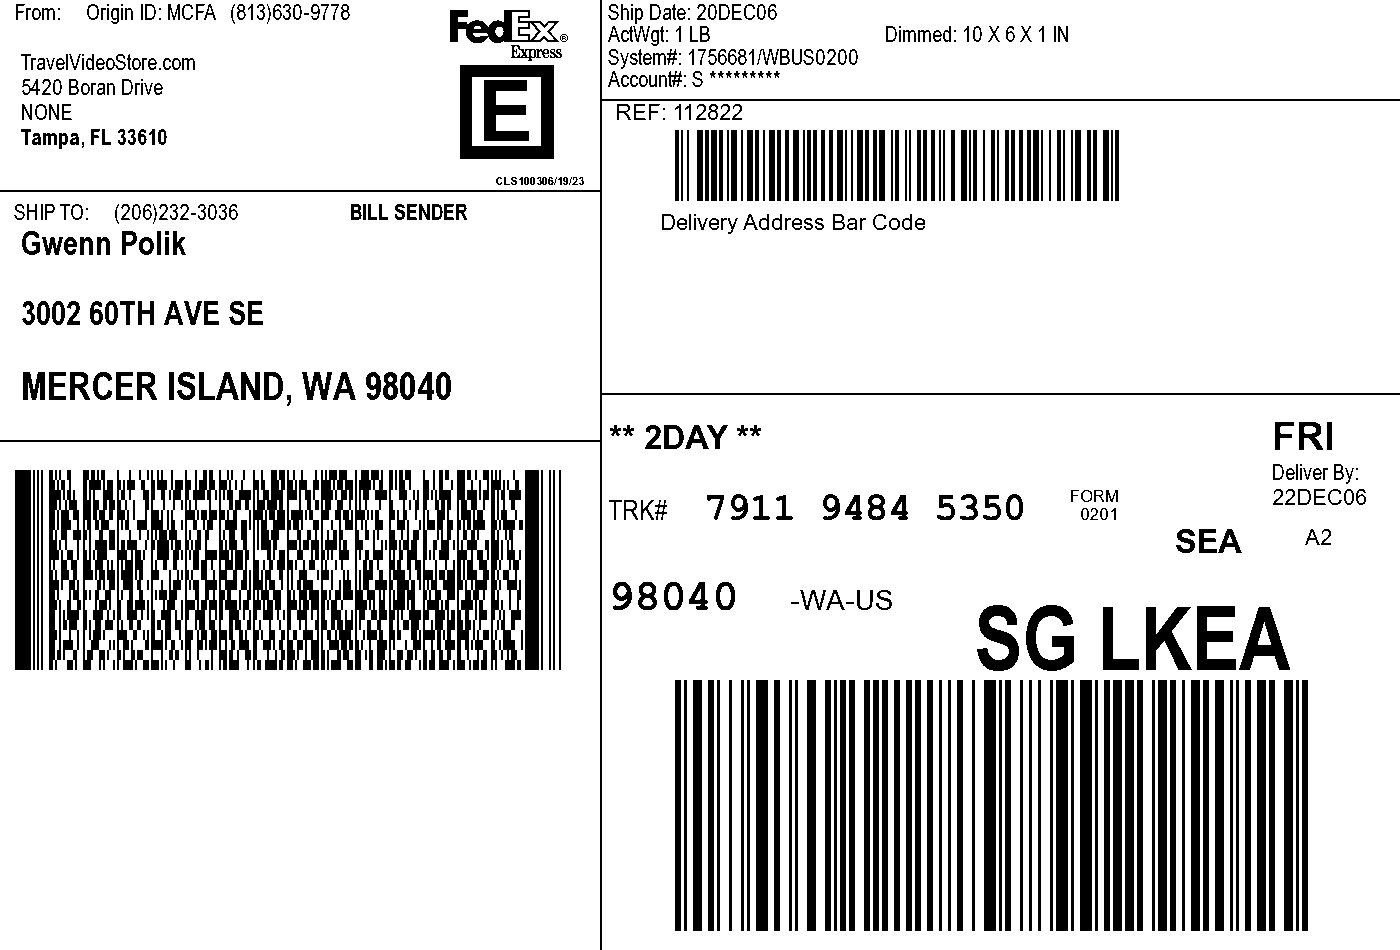 From: Origin ID: MCFA (813)630-9778
TravelVideoStore.com
5420 Boran Drive
NONE
Tampa, FL 33610
FedEx®
Express
E
CLS100306/19/23
Ship Date: 20DEC06
ActWgt: 1 LB Dimmed: 10 X 6 X 1 IN
System#: 1756681/WBUS0200
Account#: S *********
REF: 112822
Delivery Address Bar Code
SHIP TO: (206)232-3036 BILL SENDER
Gwenn Polik
3002 60TH AVE SE
MERCER ISLAND, WA 98040
** 2DAY **
FRI
Deliver By:
22DEC06
TRK# 7911 9484 5350 FORM
0201
SEA A2
98040 -WA-US
SG LKEA